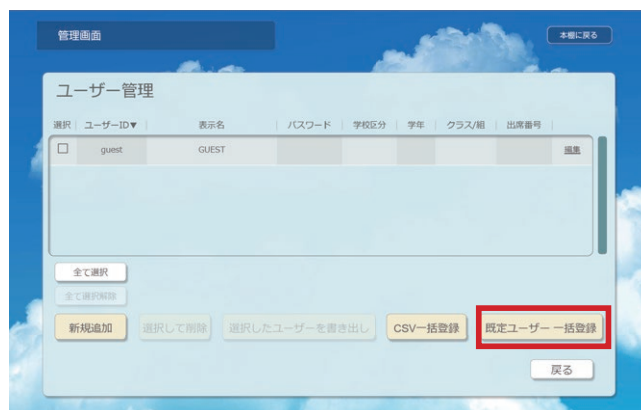 管理画面
本棚に戻る
ユーザー管理
選択 ユーザーID▼ 表示名 パスワード 学校区分 学年 クラス/組 出席番号
guest GUEST 編集
全て選択
全て選択解除
新規追加 選択して削除 選択したユーザーを書き出し CSV一括登録 既定ユーザー 一括登録
戻る